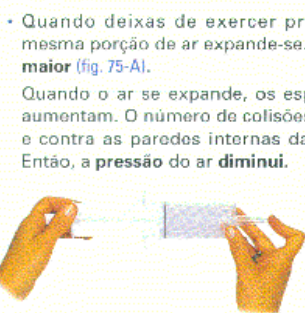 • Quando deixas de exercer pr
mesma porção de ar expande-se.
maior (fig. 75-A).
Quando o ar se expande, os esp
aumentam. O número de colisões
e contra as paredes internas da
Então, a pressão do ar diminui.